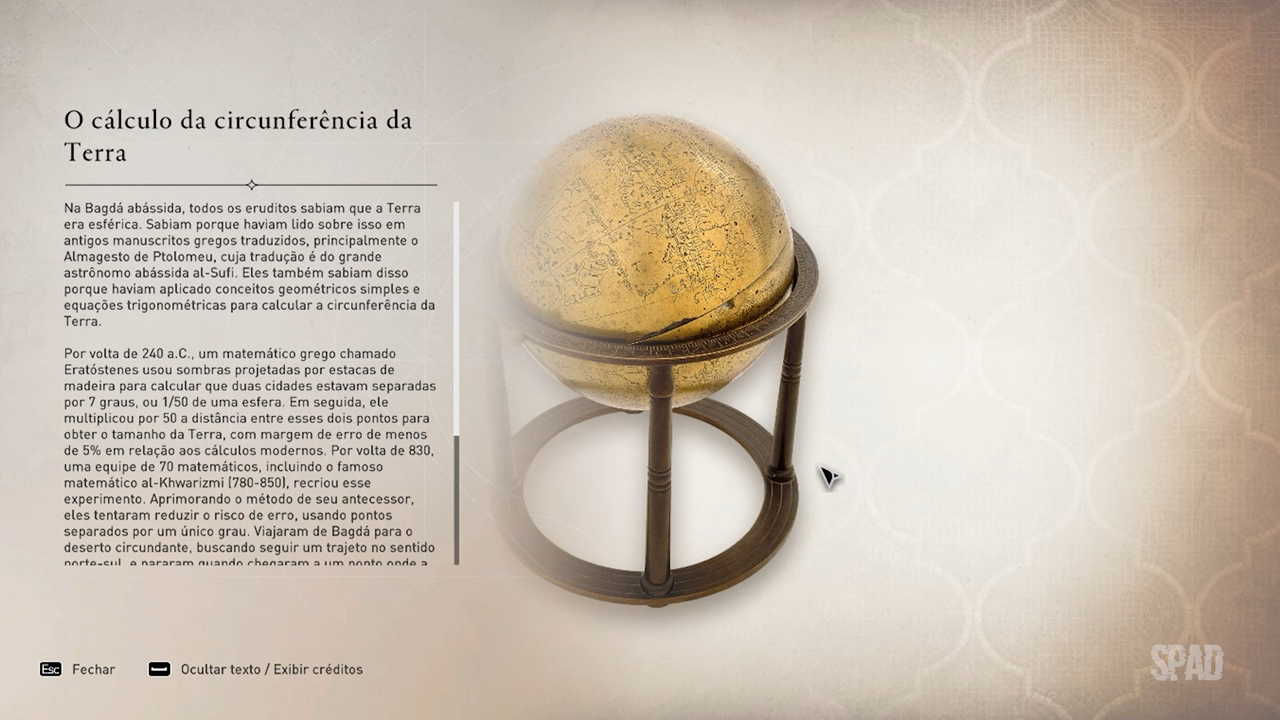 O cálculo da circunferência da
Terra
Na Bagdá abássida, todos os eruditos sabiam que a Terra
era esférica. Sabiam porque haviam lido sobre isso em
antigos manuscritos gregos traduzidos, principalmente o
Almagesto de Ptolomeu, cuja tradução é do grande
astrônomo abássida al-Sufi. Eles também sabiam disso
porque haviam aplicado conceitos geométricos simples e
equações trigonométricas para calcular a circunferência da
Terra.
Por volta de 240 a.C., um matemático grego chamado
Eratóstenes usou sombras projetadas por estacas de
madeira para calcular que duas cidades estavam separadas
por 7 graus, ou 1/50 de uma esfera. Em seguida, ele
multiplicou por 50 a distância entre esses dois pontos para
obter o tamanho da Terra, com margem de erro de menos
de 5% em relação aos cálculos modernos. Por volta de 830,
uma equipe de 70 matemáticos, incluindo o famoso
matemático al-Khwarizmi (780-850), recriou esse
experimento. Aprimorando o método de seu antecessor,
eles tentaram reduzir o risco de erro, usando pontos
separados por um único grau. Viajaram de Bagdá para o
deserto circundante, buscando seguir um trajeto no sentido
norte-sul, e pararam quando chegaram a um ponto onde a
Esc Fechar
Ocultar texto / Exibir créditos
SPAD